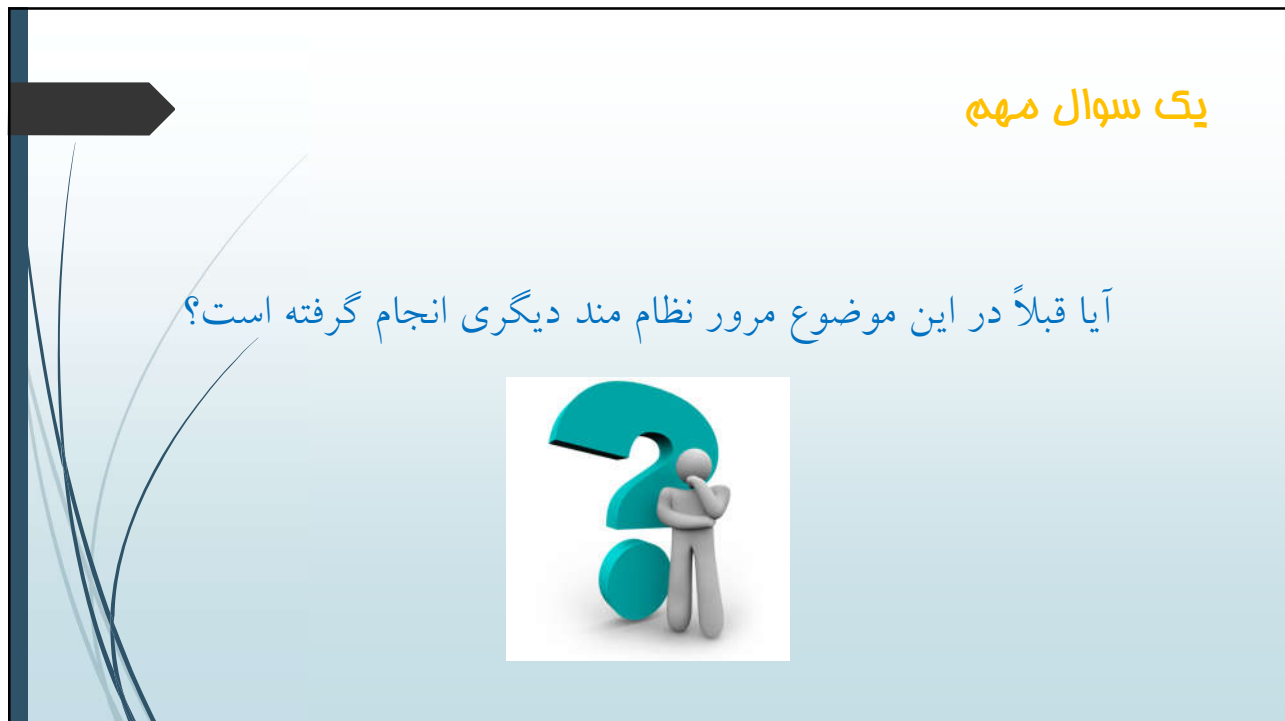 یک سوال مهم
آیا قبلاً در این موضوع مرور نظام مند دیگری انجام گرفته است؟